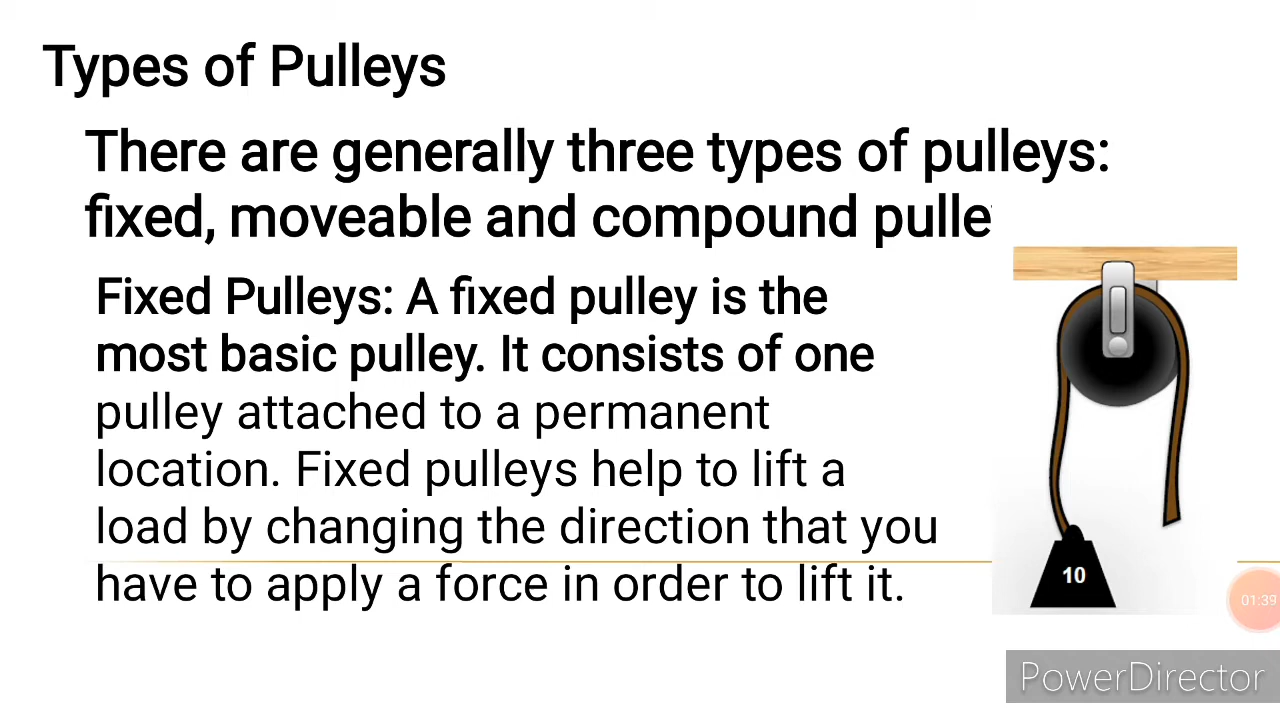 Types of Pulleys
There are generally three types of pulleys:
fixed, moveable and compound pulle
Fixed Pulleys: A fixed pulley is the
most basic pulley. It consists of one
pulley attached to a permanent
location. Fixed pulleys help to lift a
load by changing the direction that you
have to apply a force in order to lift it.
10
01:39
PowerDirector